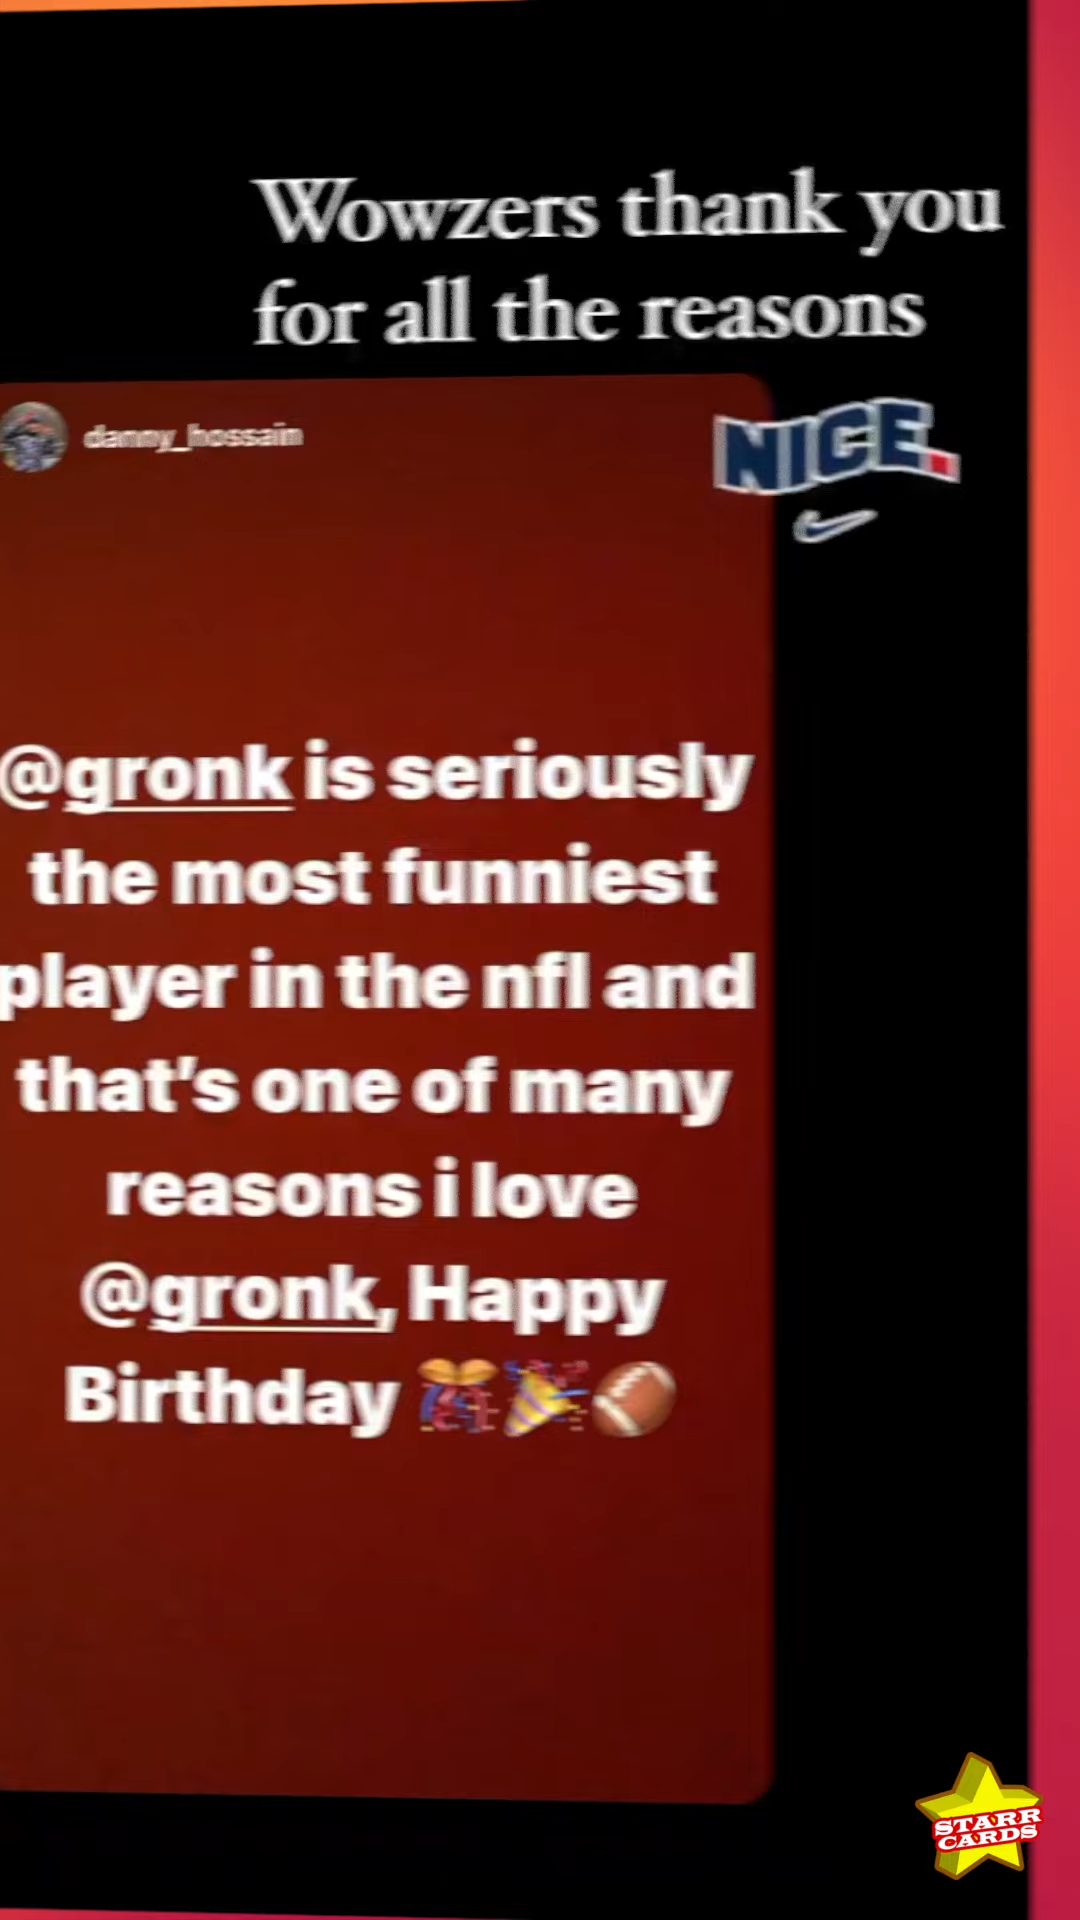 Wowzers thank you
for all the reasons
danny_hossain
NICE.
@gronk is seriously
the most funniest
player in the nfl and
that's one of many
reasons i love
@gronk, Happy
Birthday 🎊🎉🏈
STARR
CARDS